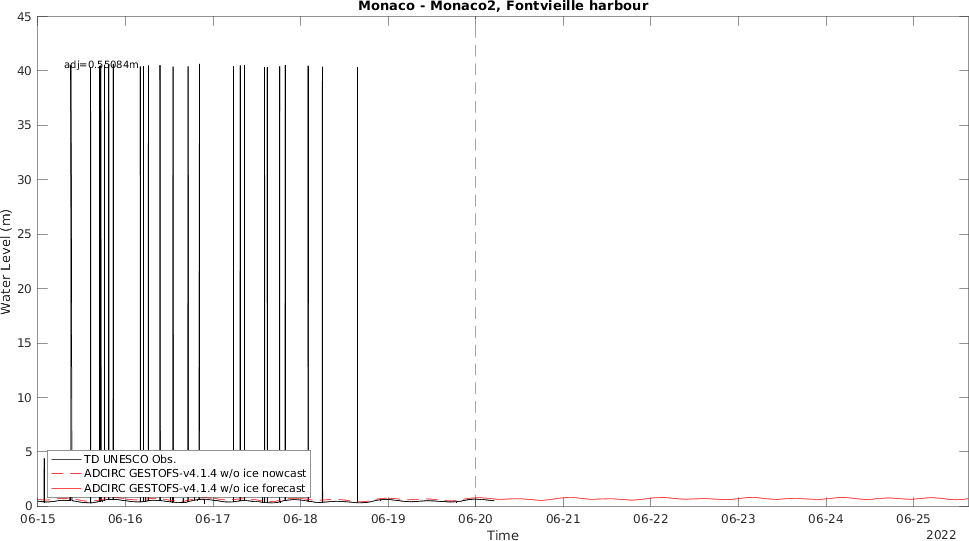 Monaco - Monaco2, Fontvieille harbour
adj=0.55084m
45
40
35
30
25
20
15
10
5
0
Water Level (m)
TD UNESCO Obs.
ADCIRC GESTOFS-v4.1.4 w/o ice nowcast
ADCIRC GESTOFS-v4.1.4 w/o ice forecast
06-15 06-16 06-17 06-18 06-19 06-20 06-21 06-22 06-23 06-24 06-25
Time
2022